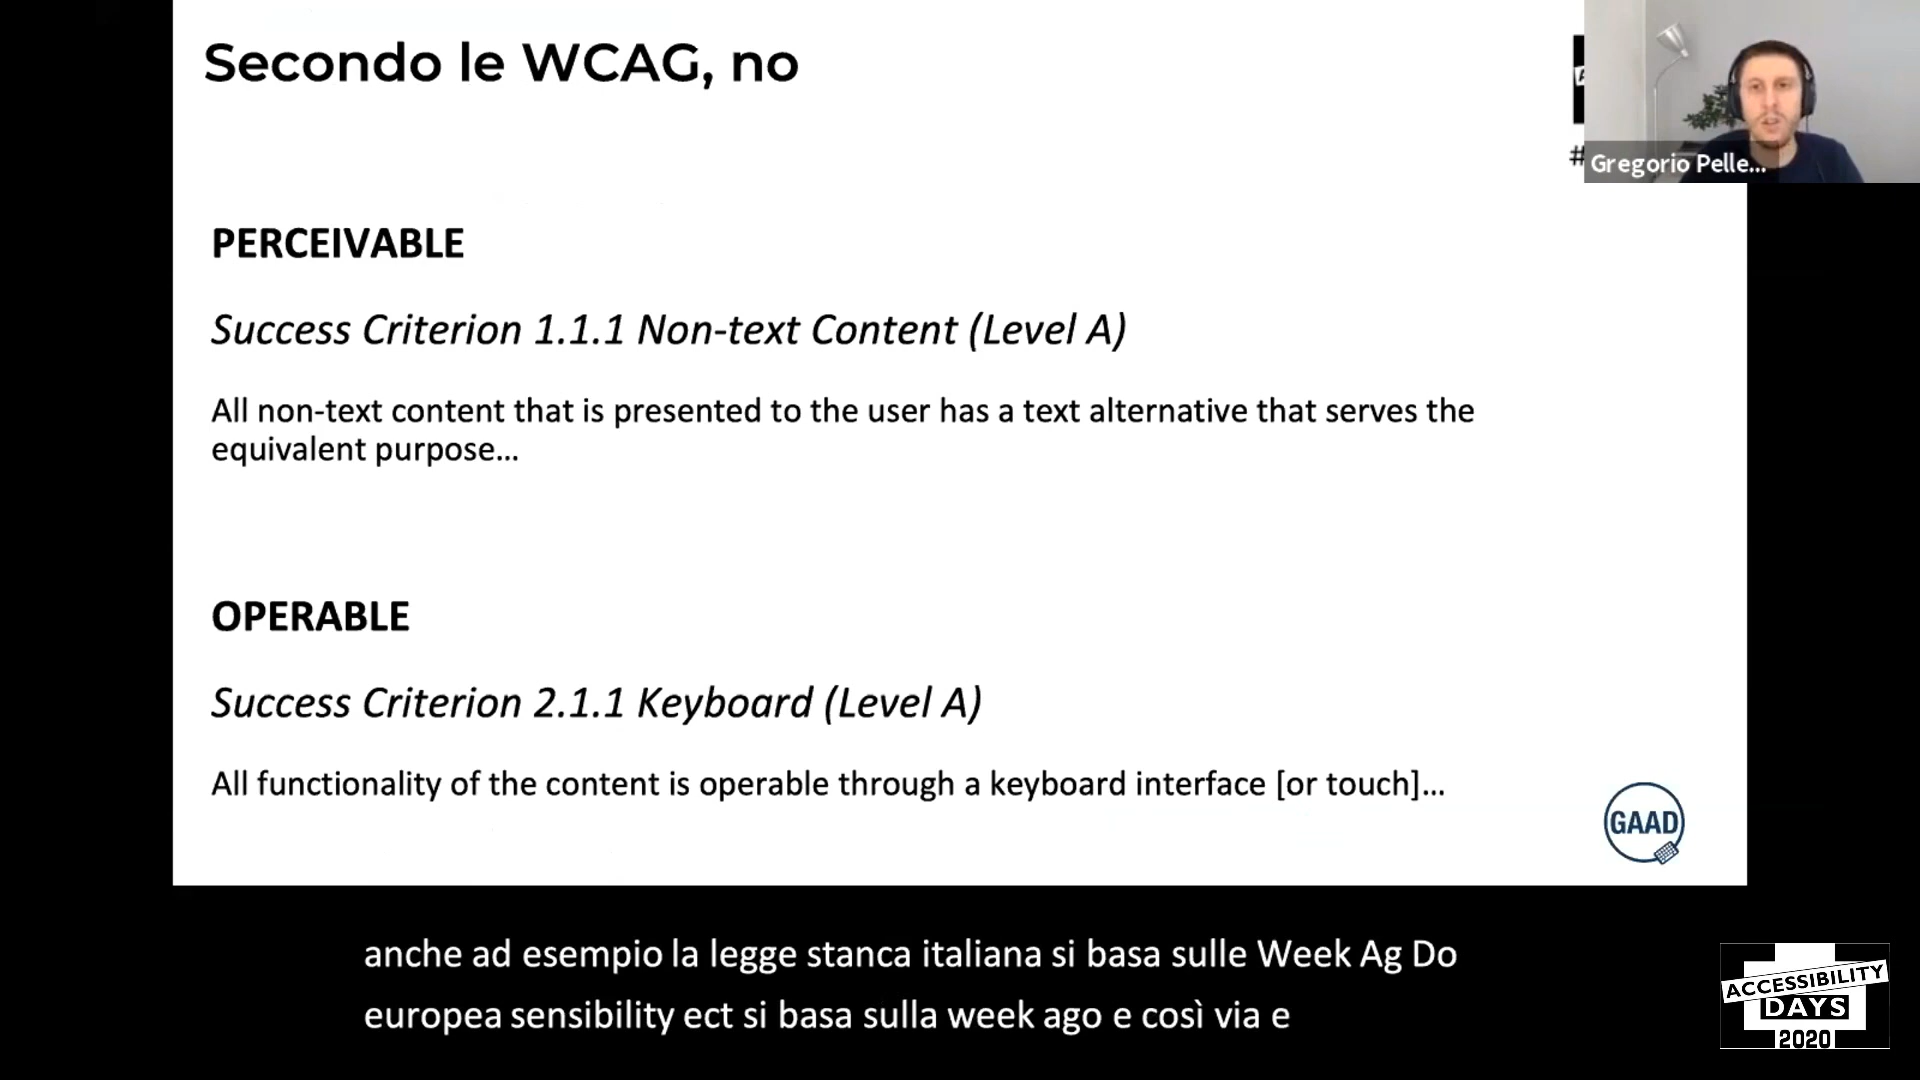 Secondo le WCAG, no
#
Gregorio Pelle...
PERCEIVABLE
Success Criterion 1.1.1 Non-text Content (Level A)
All non-text content that is presented to the user has a text alternative that serves the
equivalent purpose...
OPERABLE
Success Criterion 2.1.1 Keyboard (Level A)
All functionality of the content is operable through a keyboard interface [or touch]...
GAAD
anche ad esempio la legge stanca italiana si basa sulle Week Ag Do
europea sensibility ect si basa sulla week ago e così via e
ACCESSIBILITY
DAYS
2020